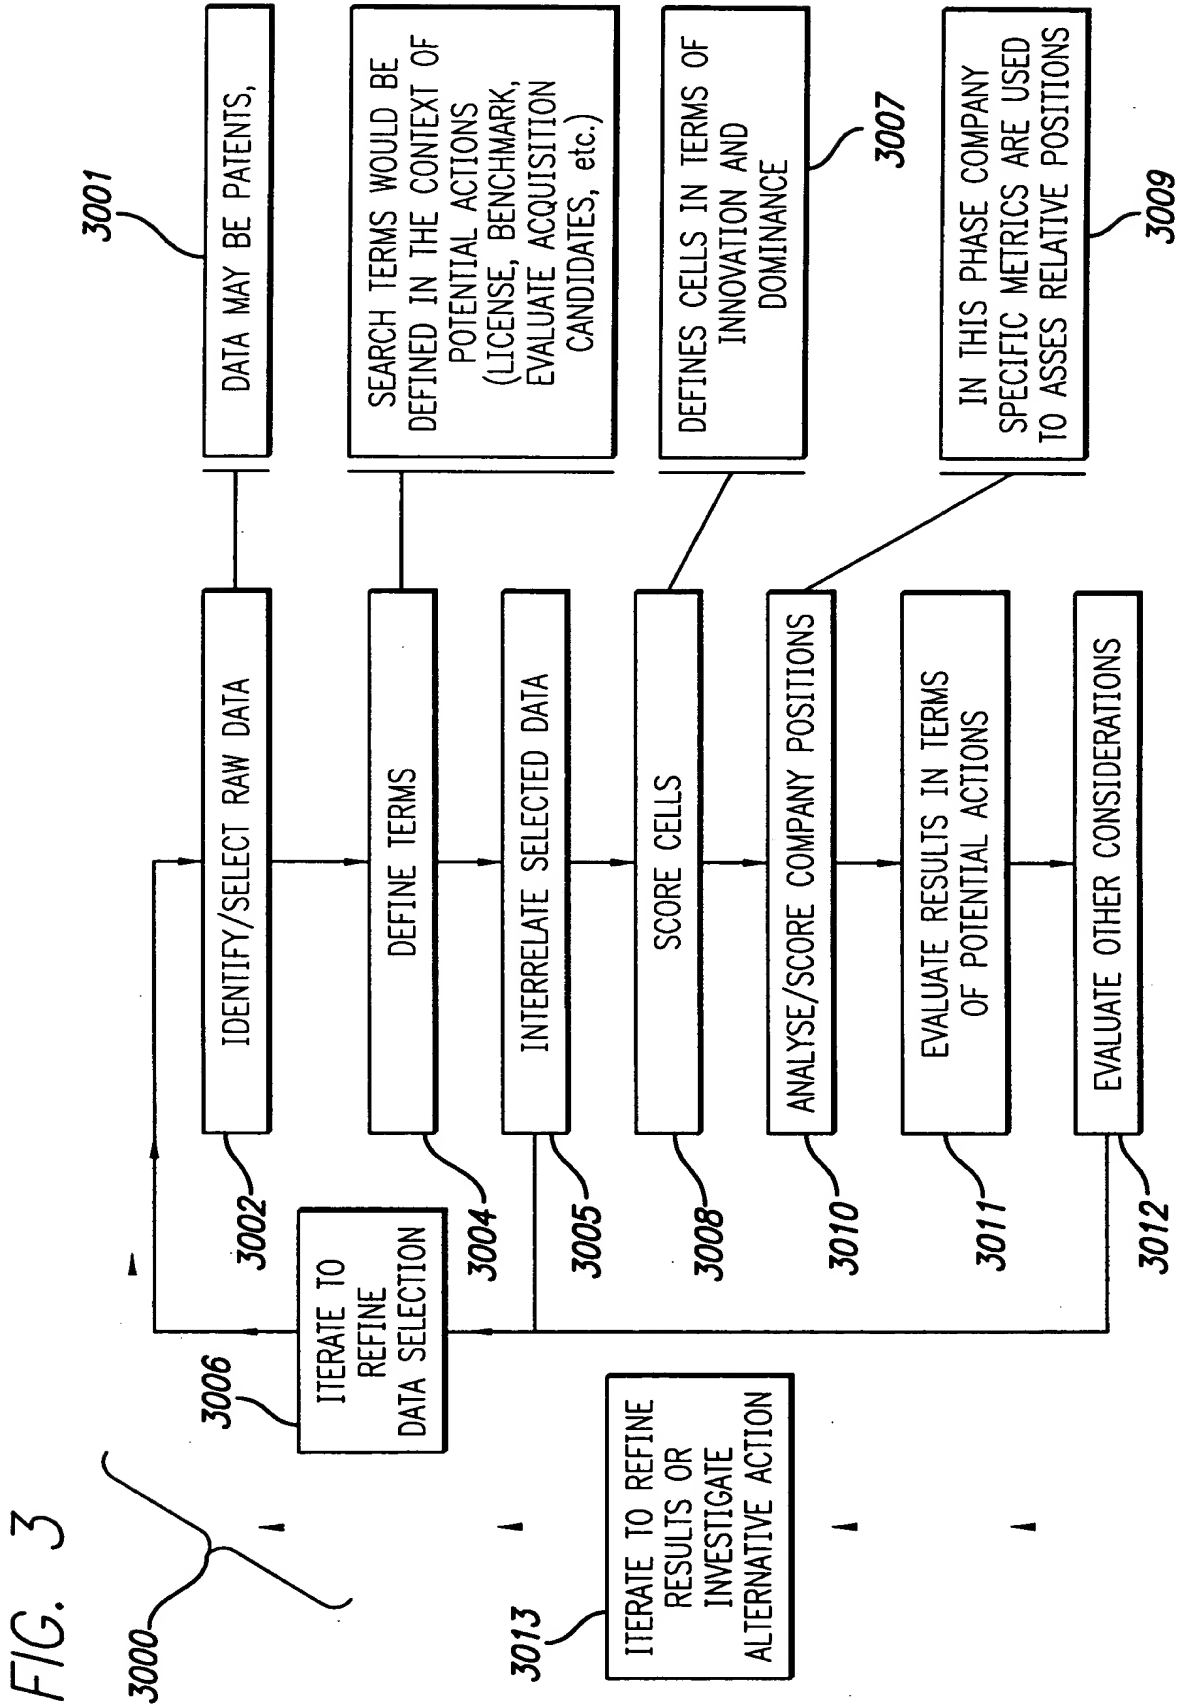 FIG. 3
3000
3001
DATA MAY BE PATENTS,
IDENTIFY/SELECT RAW DATA
3002
SEARCH TERMS WOULD BE
DEFINED IN THE CONTEXT OF
POTENTIAL ACTIONS
(LICENSE, BENCHMARK,
EVALUATE ACQUISITION
CANDIDATES, etc.)
DEFINE TERMS
3004
ITERATE TO
REFINE
DATA SELECTION
3006
INTERRELATE SELECTED DATA
3005
DEFINES CELLS IN TERMS OF
INNOVATION AND
DOMINANCE
3007
SCORE CELLS
3008
ITERATE TO REFINE
RESULTS OR
INVESTIGATE
ALTERNATIVE ACTION
3013
ANALYSE/SCORE COMPANY POSITIONS
3010
IN THIS PHASE COMPANY
SPECIFIC METRICS ARE USED
TO ASSES RELATIVE POSITIONS
3009
EVALUATE RESULTS IN TERMS
OF POTENTIAL ACTIONS
3011
EVALUATE OTHER CONSIDERATIONS
3012